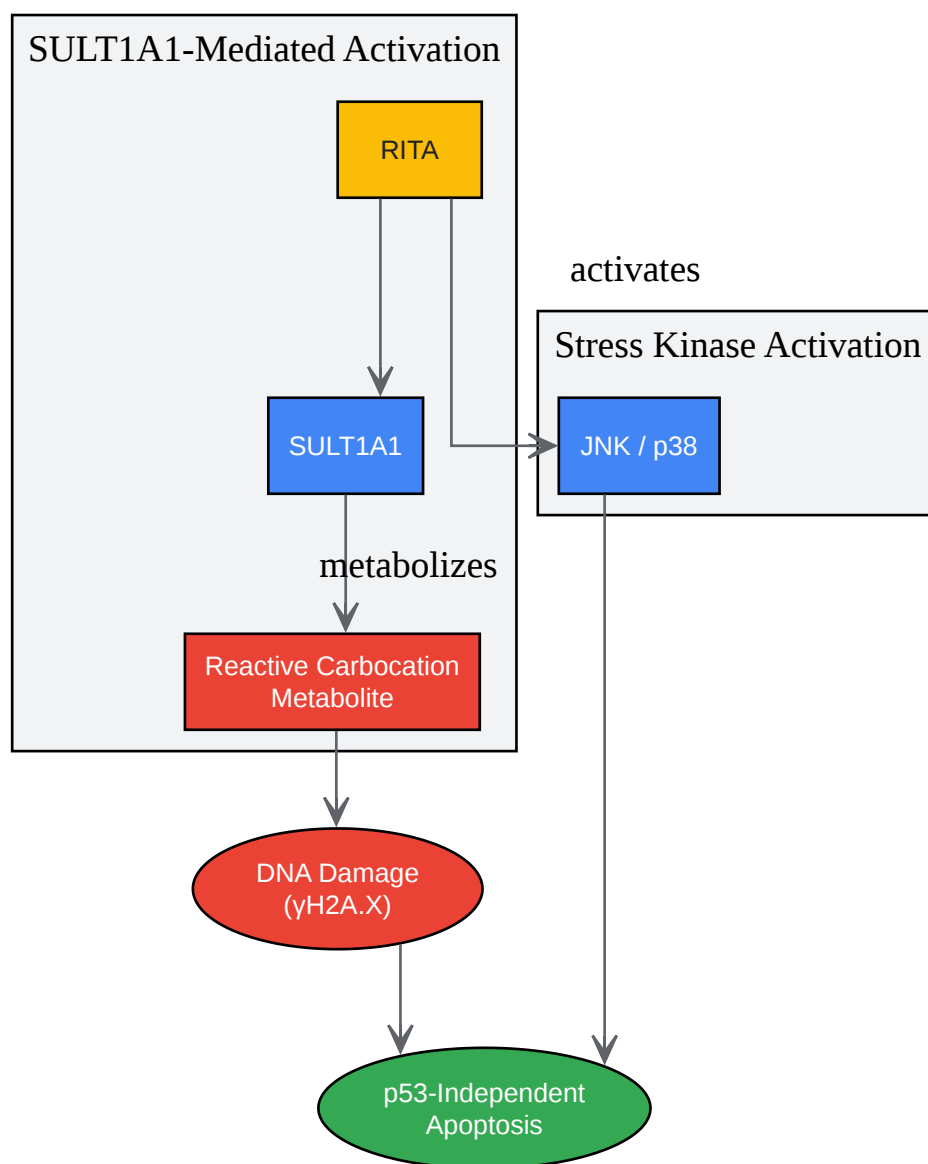 SULT1A1-Mediated Activation
RITA
activates
Stress Kinase Activation
SULT1A1
JNK / p38
metabolizes
Reactive Carbocation
Metabolite
DNA Damage
(γH2A.X)
p53-Independent
Apoptosis